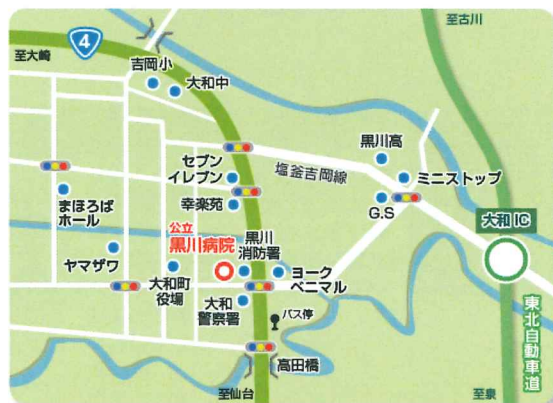 至古川
4
至大崎
吉岡小
大和中
黒川高
セブン
イレブン
塩釜吉岡線
ミニストップ
幸楽苑
G.S
まほろば
ホール
大和IC
公立
黒川病院
黒川
消防署
ヨーク
ベニマル
ヤマザワ
大和町
役場
大和
警察署
バス停
東北自動車道
高田橋
至仙台
至泉